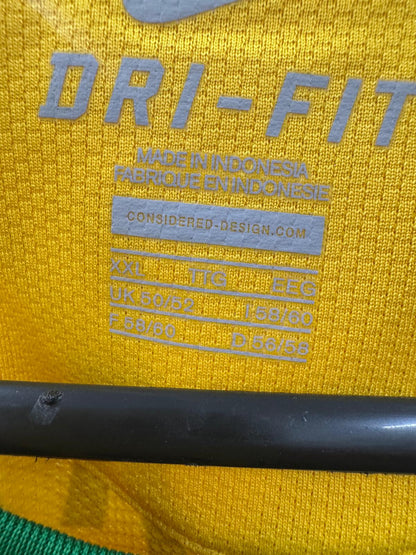 DRI-FIT
MADE IN INDONESIA
FABRIQUE EN INDONESIE
CONSIDERED-DESIGN.COM
XXL TTG EEG
UK 50/52 I 58/60
F 58/60 D 56/58